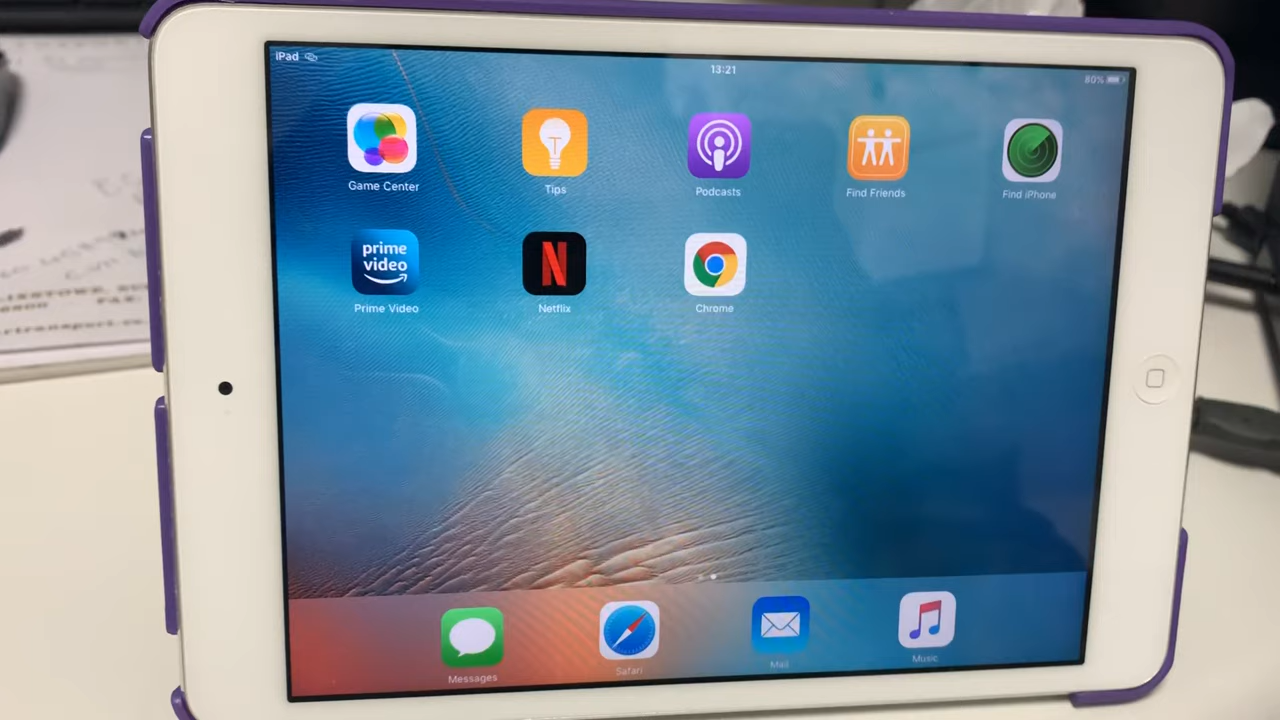 iPad
13:21
80%
Game Center
Tips
Podcasts
Find Friends
Find iPhone
prime
video
N
Prime Video
Netflix
Chrome
Messages
Safari
Mail
Music